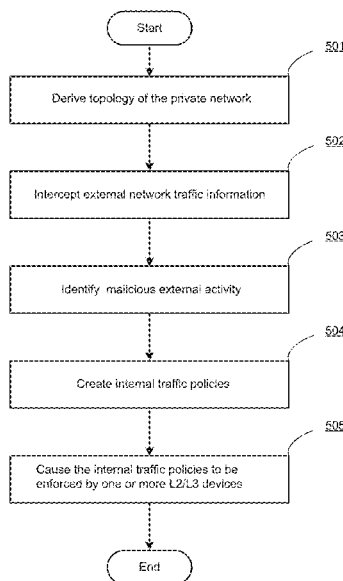 Start
501
Derive topology of the private network
502
Intercept external network traffic information
503
Identify malicious external activity
504
Create internal traffic policies
505
Cause the internal traffic policies to be
enforced by one or more L2/L3 devices
End